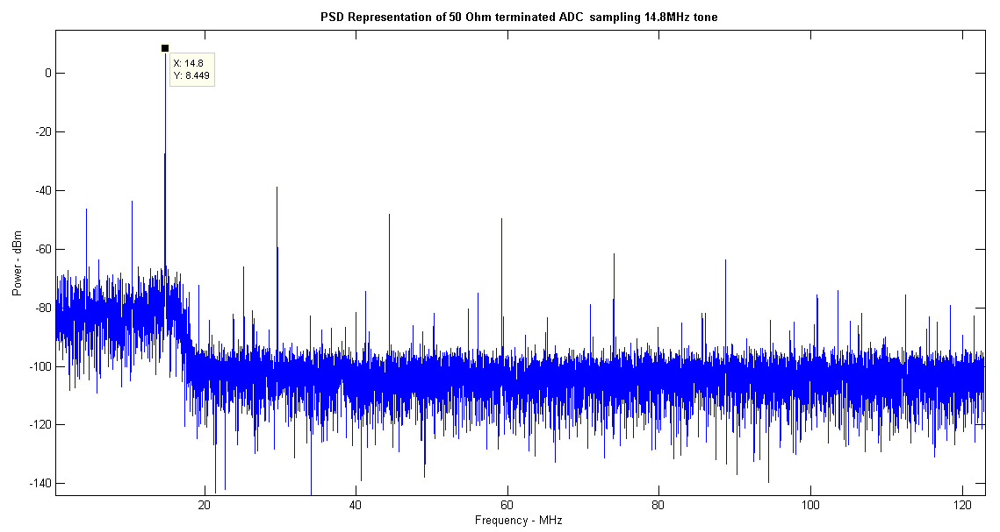 PSD Representation of 50 Ohm terminated ADC sampling 14.8MHz tone
X: 14.8
Y: 8.449
0
-20
-40
-60
-80
-100
-120
-140
Power - dBm
20 40 60 80 100 120
Frequency - MHz